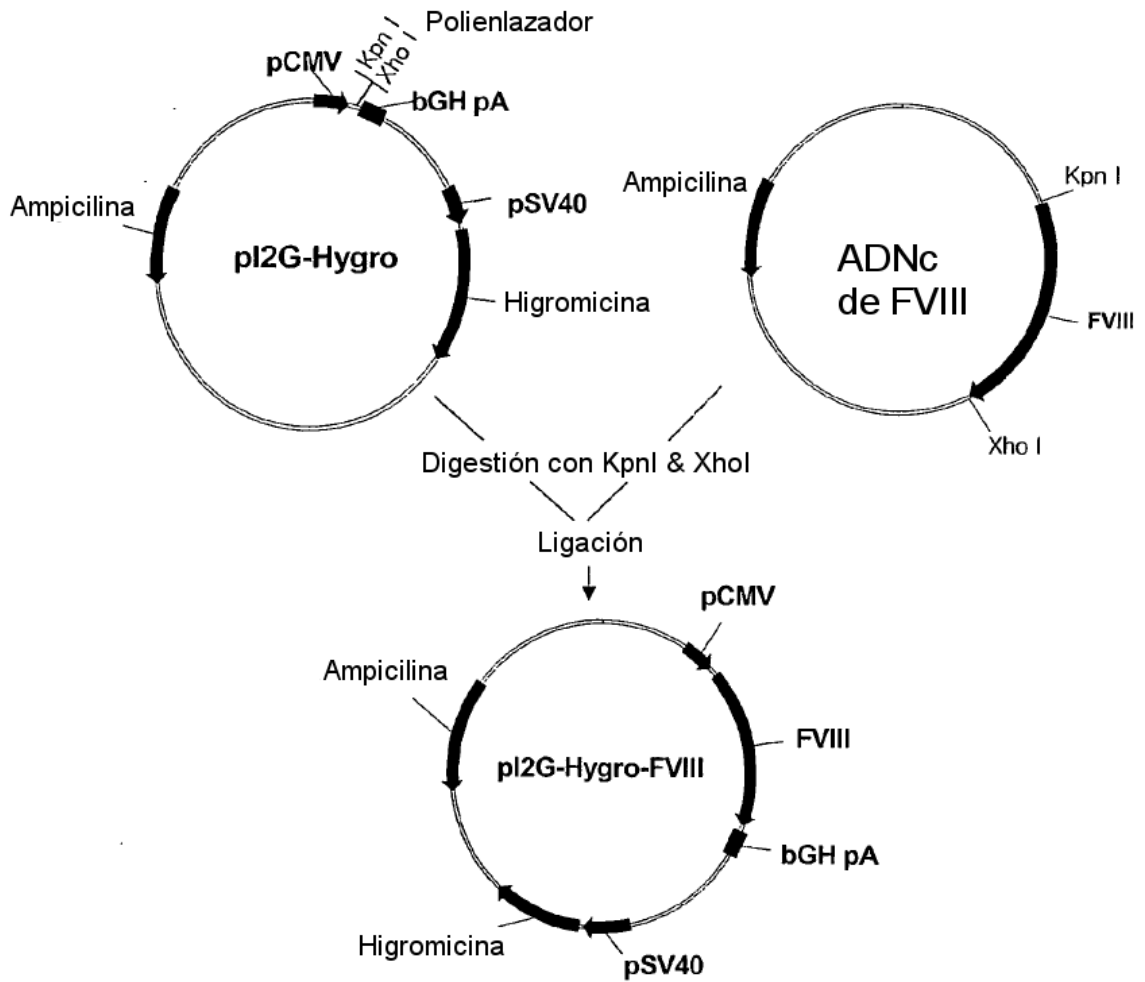 Kpn I
Xho I
Polienlazador
pCMV
bGH pA
Ampicilina
pSV40
pI2G-Hygro
Higromicina
Ampicilina
Kpn I
ADNc
de FVIII
FVIII
Xho I
Digestión con KpnI & XhoI
Ligación
pCMV
Ampicilina
FVIII
pI2G-Hygro-FVIII
bGH pA
Higromicina
pSV40